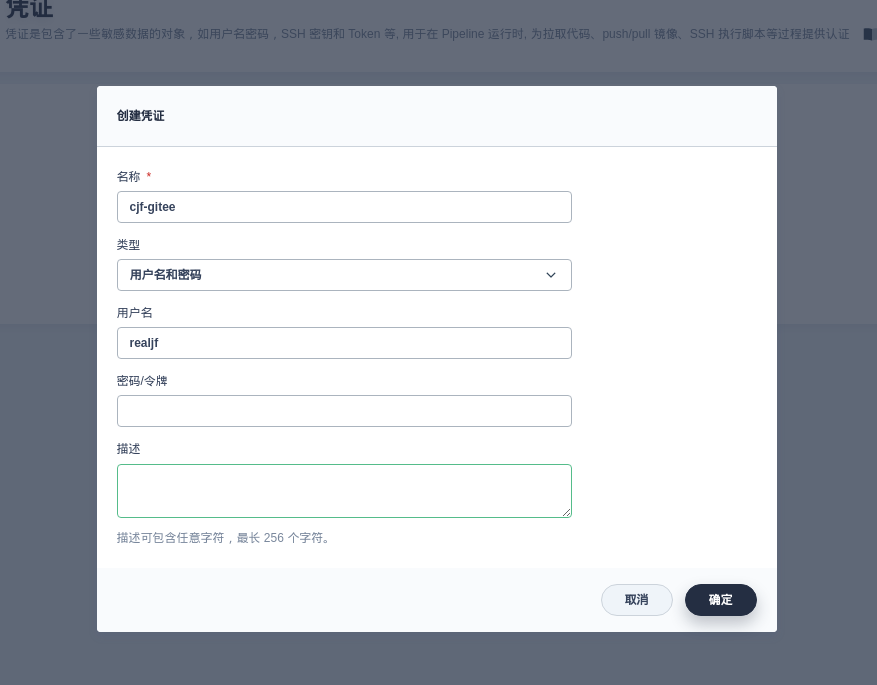 凭证
凭证是包含了一些敏感数据的对象，如用户名密码，SSH 密钥和 Token 等, 用于在 Pipeline 运行时, 为拉取代码、push/pull 镜像、SSH 执行脚本等过程提供认证
创建凭证
名称 *
cjf-gitee
类型
用户名和密码
用户名
realjf
密码/令牌
描述
描述可包含任意字符，最长 256 个字符。
取消
确定